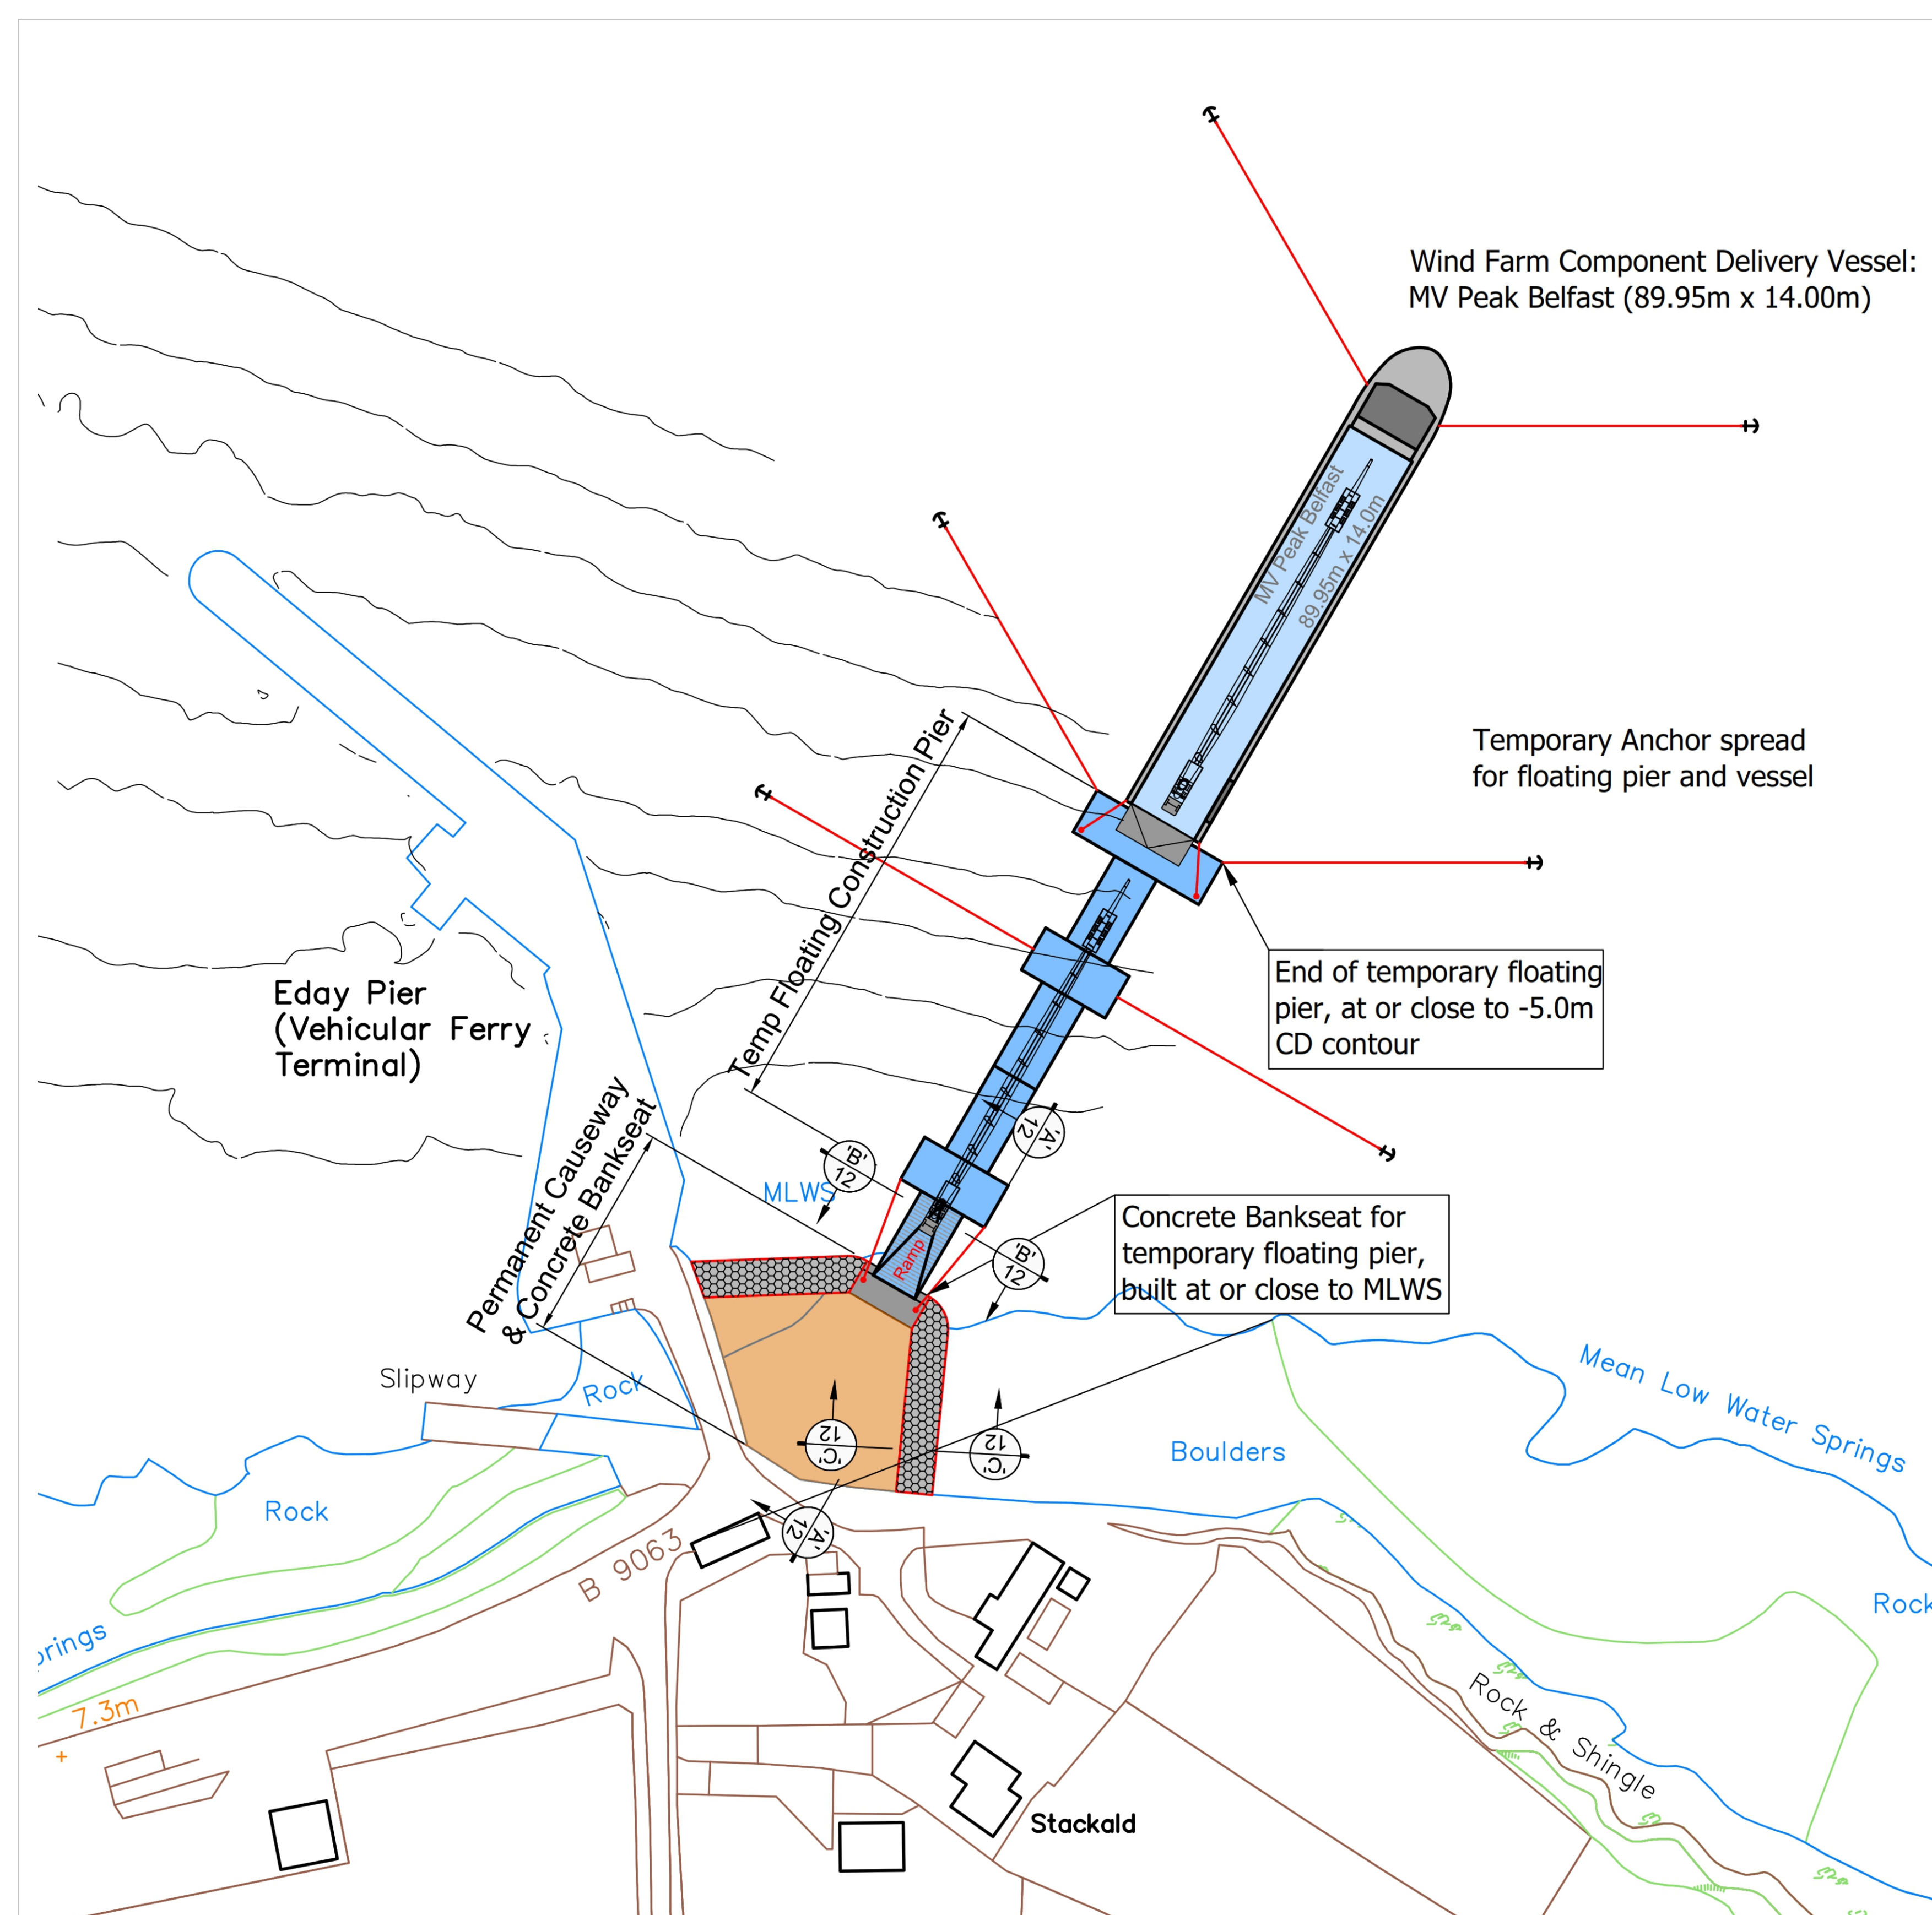 Wind Farm Component Delivery Vessel:
MV Peak Belfast (89.95m x 14.00m)
MV Peak Belfast
89.95m x 14.0m
Temporary Anchor spread
for floating pier and vessel
Temp Floating Construction Pier
End of temporary floating
pier, at or close to -5.0m
CD contour
Eday Pier
(Vehicular Ferry
Terminal)
Permanent Causeway
& Concrete Bankseat
'A'
12
'B'
12
MLWS
Concrete Bankseat for
temporary floating pier,
built at or close to MLWS
Ramp
'B'
12
Slipway
Rock
Mean Low Water Springs
'C'
12
'C'
12
Boulders
Rock
'A'
12
B 9063
Rock
7.3m
Rock & Shingle
Stackald